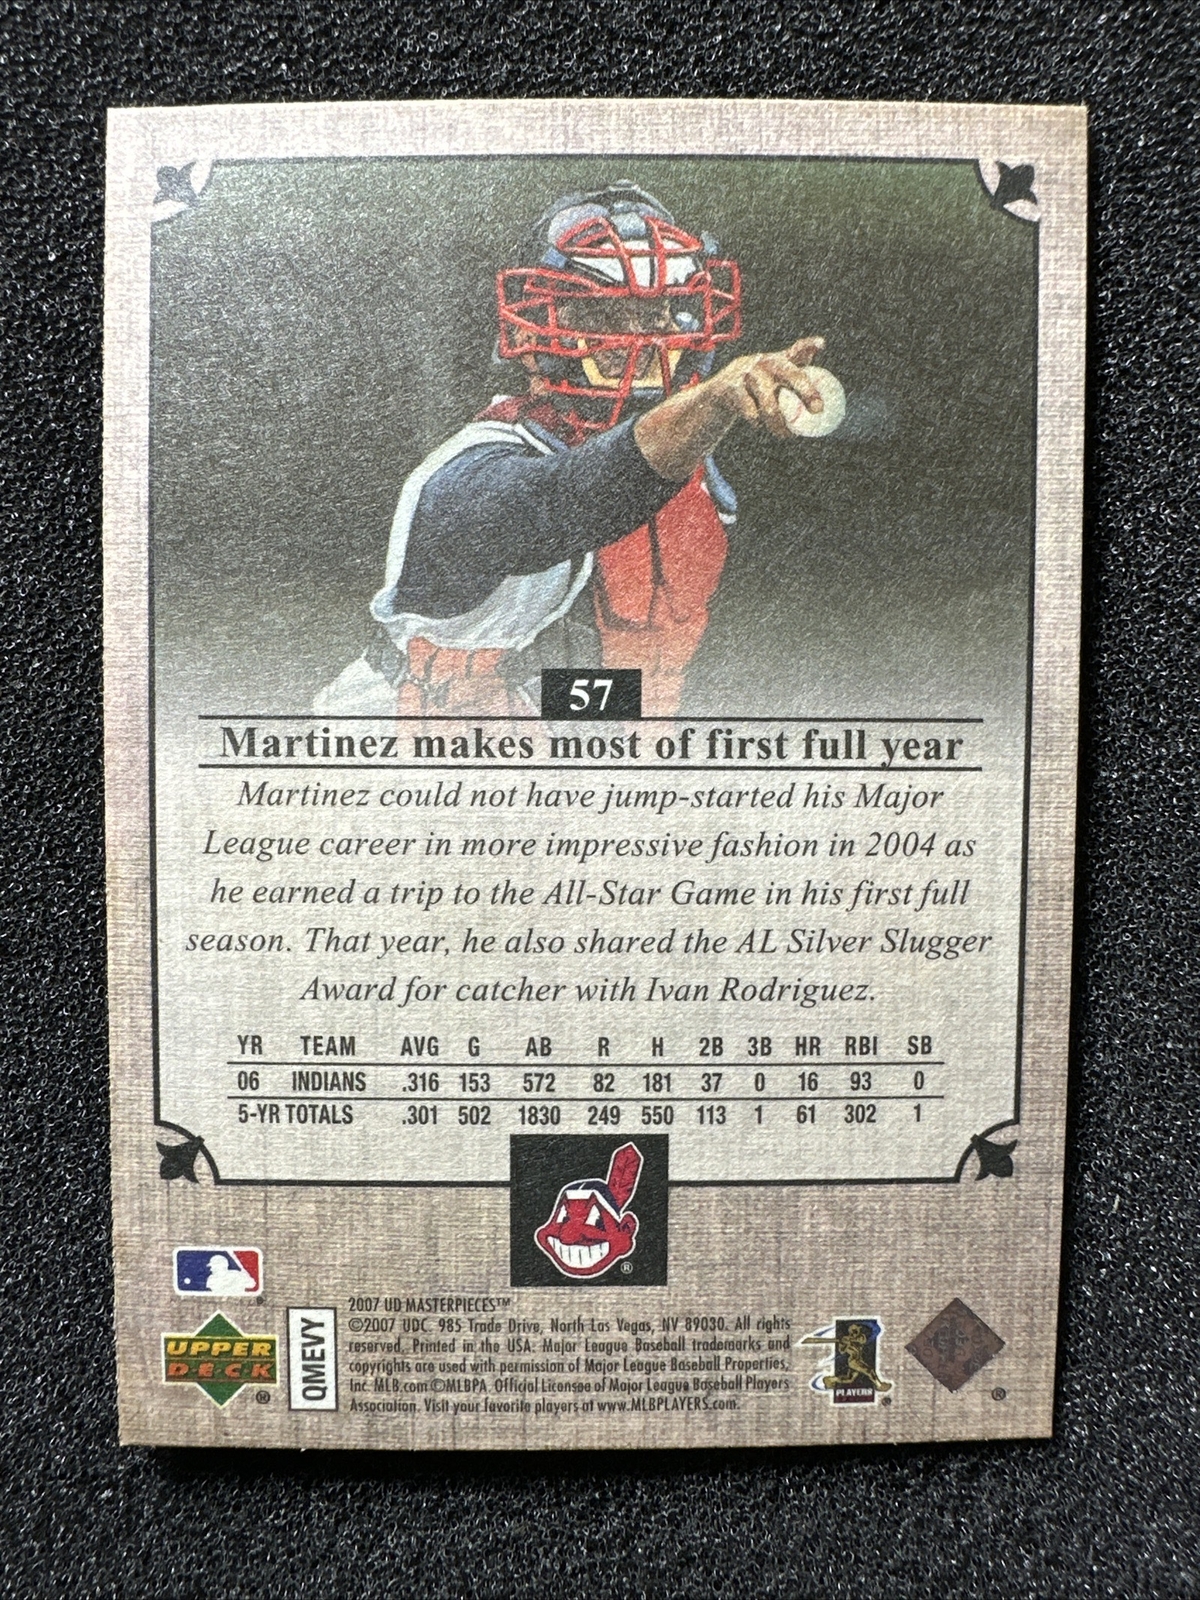 57
Martinez makes most of first full year
Martinez could not have jump-started his Major
League career in more impressive fashion in 2004 as
he earned a trip to the All-Star Game in his first full
season. That year, he also shared the AL Silver Slugger
Award for catcher with Ivan Rodriguez.
YR TEAM AVG G AB R H 2B 3B HR RBI SB
06 INDIANS .316 153 572 82 181 37 0 16 93 0
5-YR TOTALS .301 502 1830 249 550 113 1 61 302 1
®
®
UPPER
DECK
®
QMEVY
2007 UD MASTERPIECES™
©2007 UDC. 985 Trade Drive, North Las Vegas, NV 89030. All rights
reserved. Printed in the USA. Major League Baseball trademarks and
copyrights are used with permission of Major League Baseball Properties,
Inc. MLB.com ©MLBPA. Official Licensee of Major League Baseball Players
Association. Visit your favorite players at www.MLBPLAYERS.com.
PLAYERS
®
®